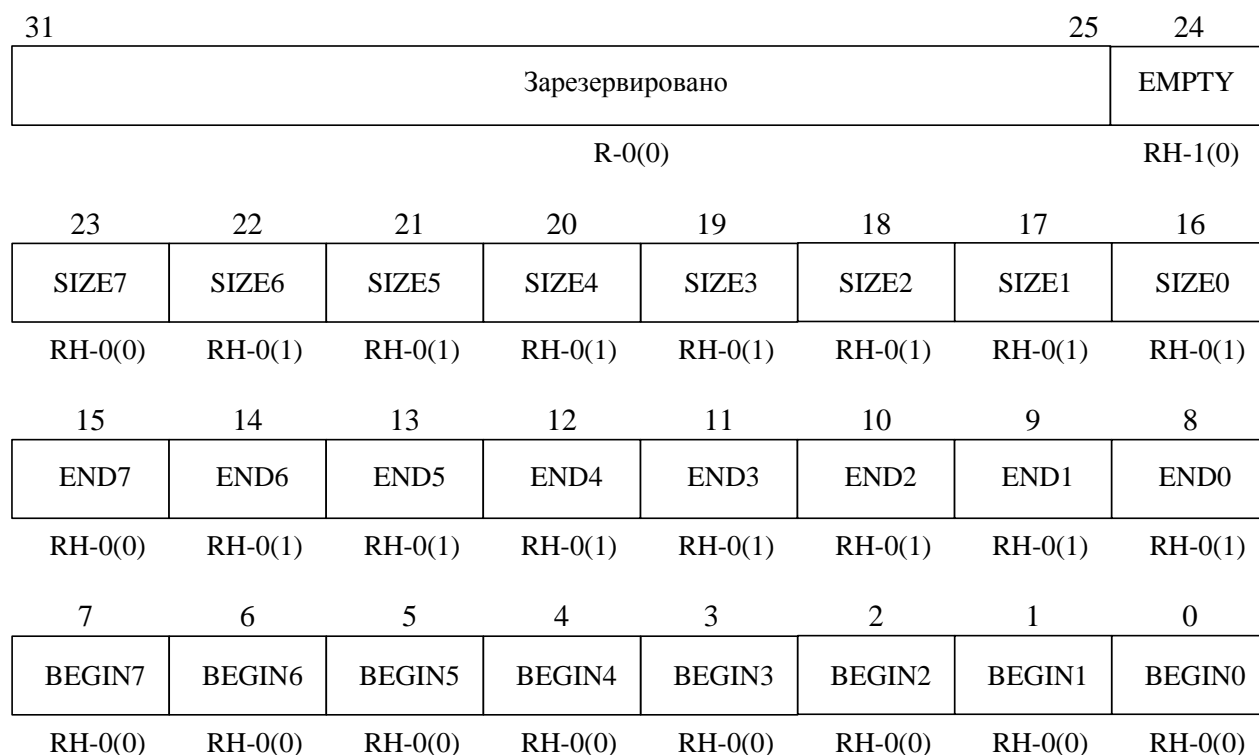 31 25 24
Зарезервировано EMPTY
R-0(0) RH-1(0)
23 22 21 20 19 18 17 16
SIZE7 SIZE6 SIZE5 SIZE4 SIZE3 SIZE2 SIZE1 SIZE0
RH-0(0) RH-0(1) RH-0(1) RH-0(1) RH-0(1) RH-0(1) RH-0(1) RH-0(1)
15 14 13 12 11 10 9 8
END7 END6 END5 END4 END3 END2 END1 END0
RH-0(0) RH-0(1) RH-0(1) RH-0(1) RH-0(1) RH-0(1) RH-0(1) RH-0(1)
7 6 5 4 3 2 1 0
BEGIN7 BEGIN6 BEGIN5 BEGIN4 BEGIN3 BEGIN2 BEGIN1 BEGIN0
RH-0(0) RH-0(0) RH-0(0) RH-0(0) RH-0(0) RH-0(0) RH-0(0) RH-0(0)